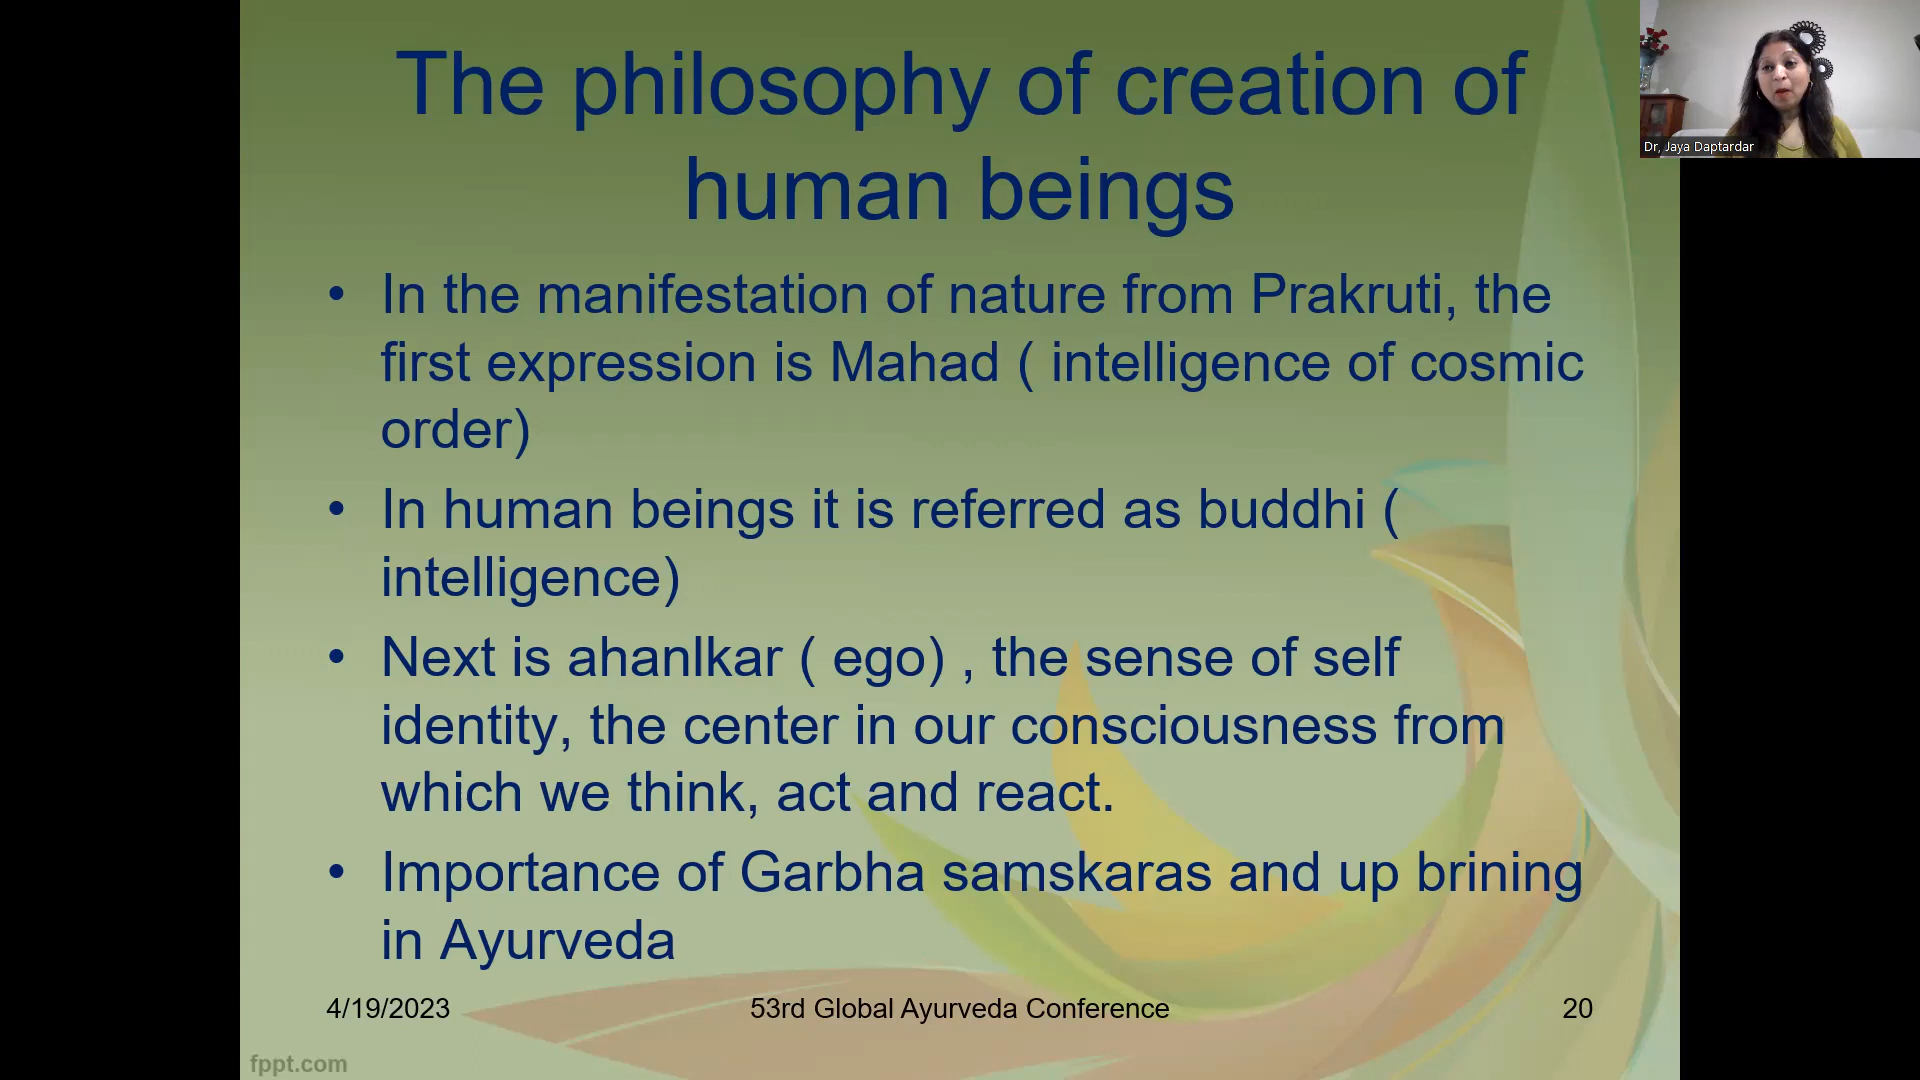 The philosophy of creation of
human beings
• In the manifestation of nature from Prakruti, the
first expression is Mahad ( intelligence of cosmic
order)
• In human beings it is referred as buddhi (
intelligence)
• Next is ahanlkar ( ego) , the sense of self
identity, the center in our consciousness from
which we think, act and react.
• Importance of Garbha samskaras and up brining
in Ayurveda
4/19/2023 53rd Global Ayurveda Conference 20
fppt.com
Dr, Jaya Daptardar